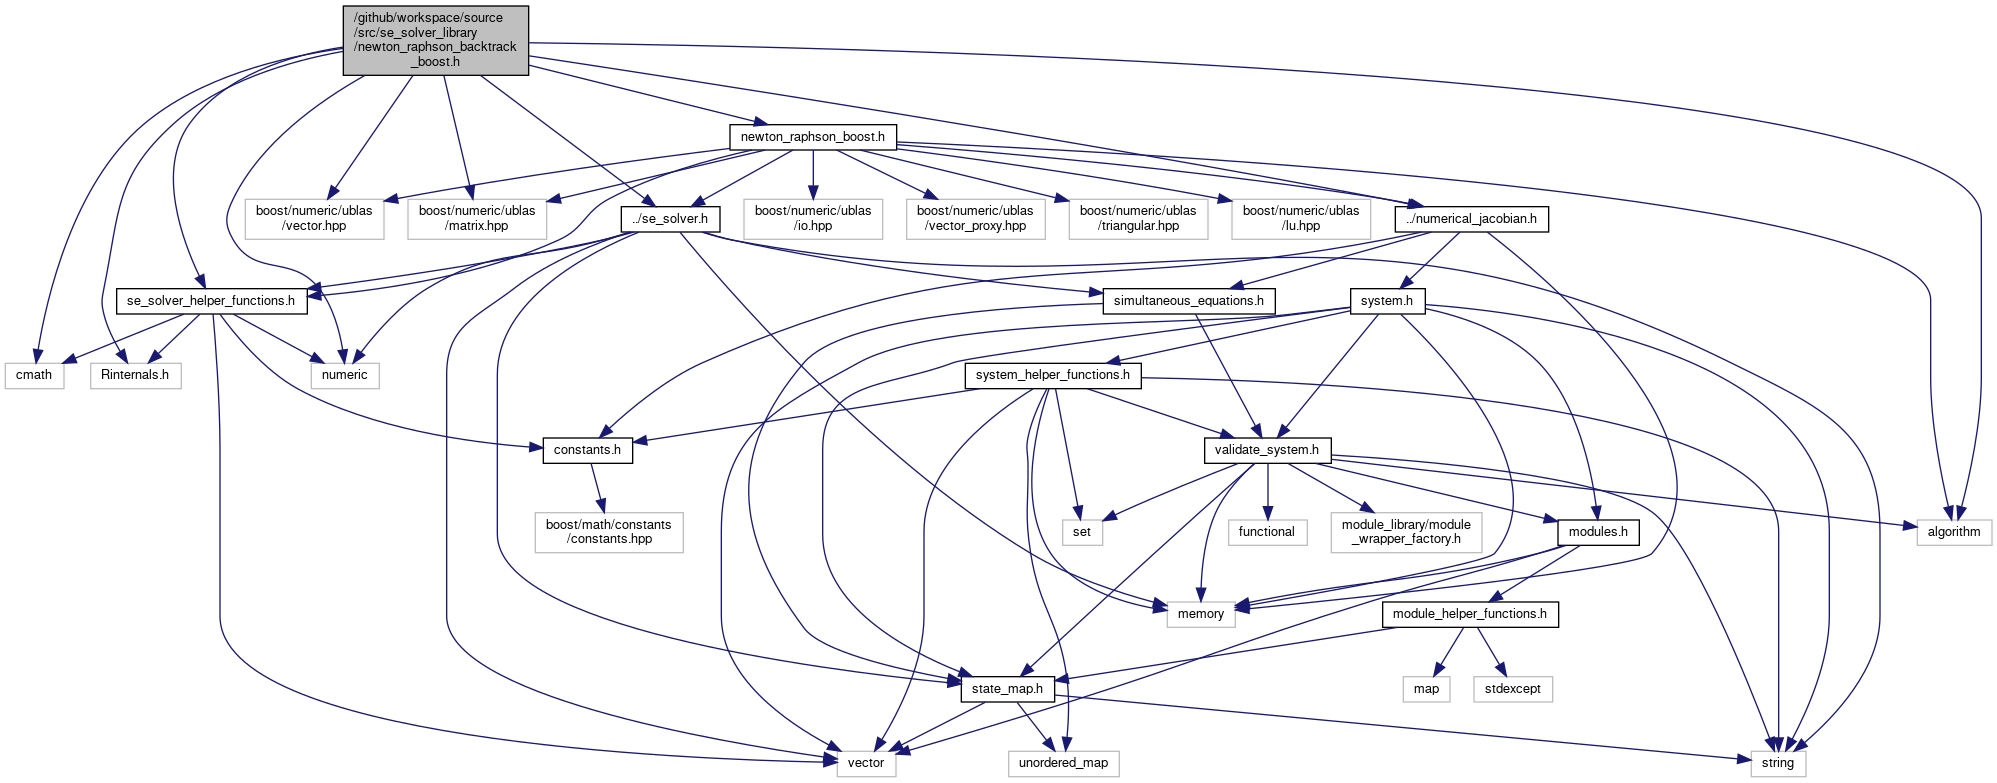 /github/workspace/source
/src/se_solver_library
/newton_raphson_backtrack
_boost.h
newton_raphson_boost.h
boost/numeric/ublas
/vector.hpp
boost/numeric/ublas
/matrix.hpp
../se_solver.h
boost/numeric/ublas
/io.hpp
boost/numeric/ublas
/vector_proxy.hpp
boost/numeric/ublas
/triangular.hpp
boost/numeric/ublas
/lu.hpp
../numerical_jacobian.h
se_solver_helper_functions.h
simultaneous_equations.h
system.h
cmath
Rinternals.h
numeric
system_helper_functions.h
constants.h
validate_system.h
boost/math/constants
/constants.hpp
set
functional
module_library/module
_wrapper_factory.h
modules.h
algorithm
memory
module_helper_functions.h
state_map.h
map
stdexcept
vector
unordered_map
string